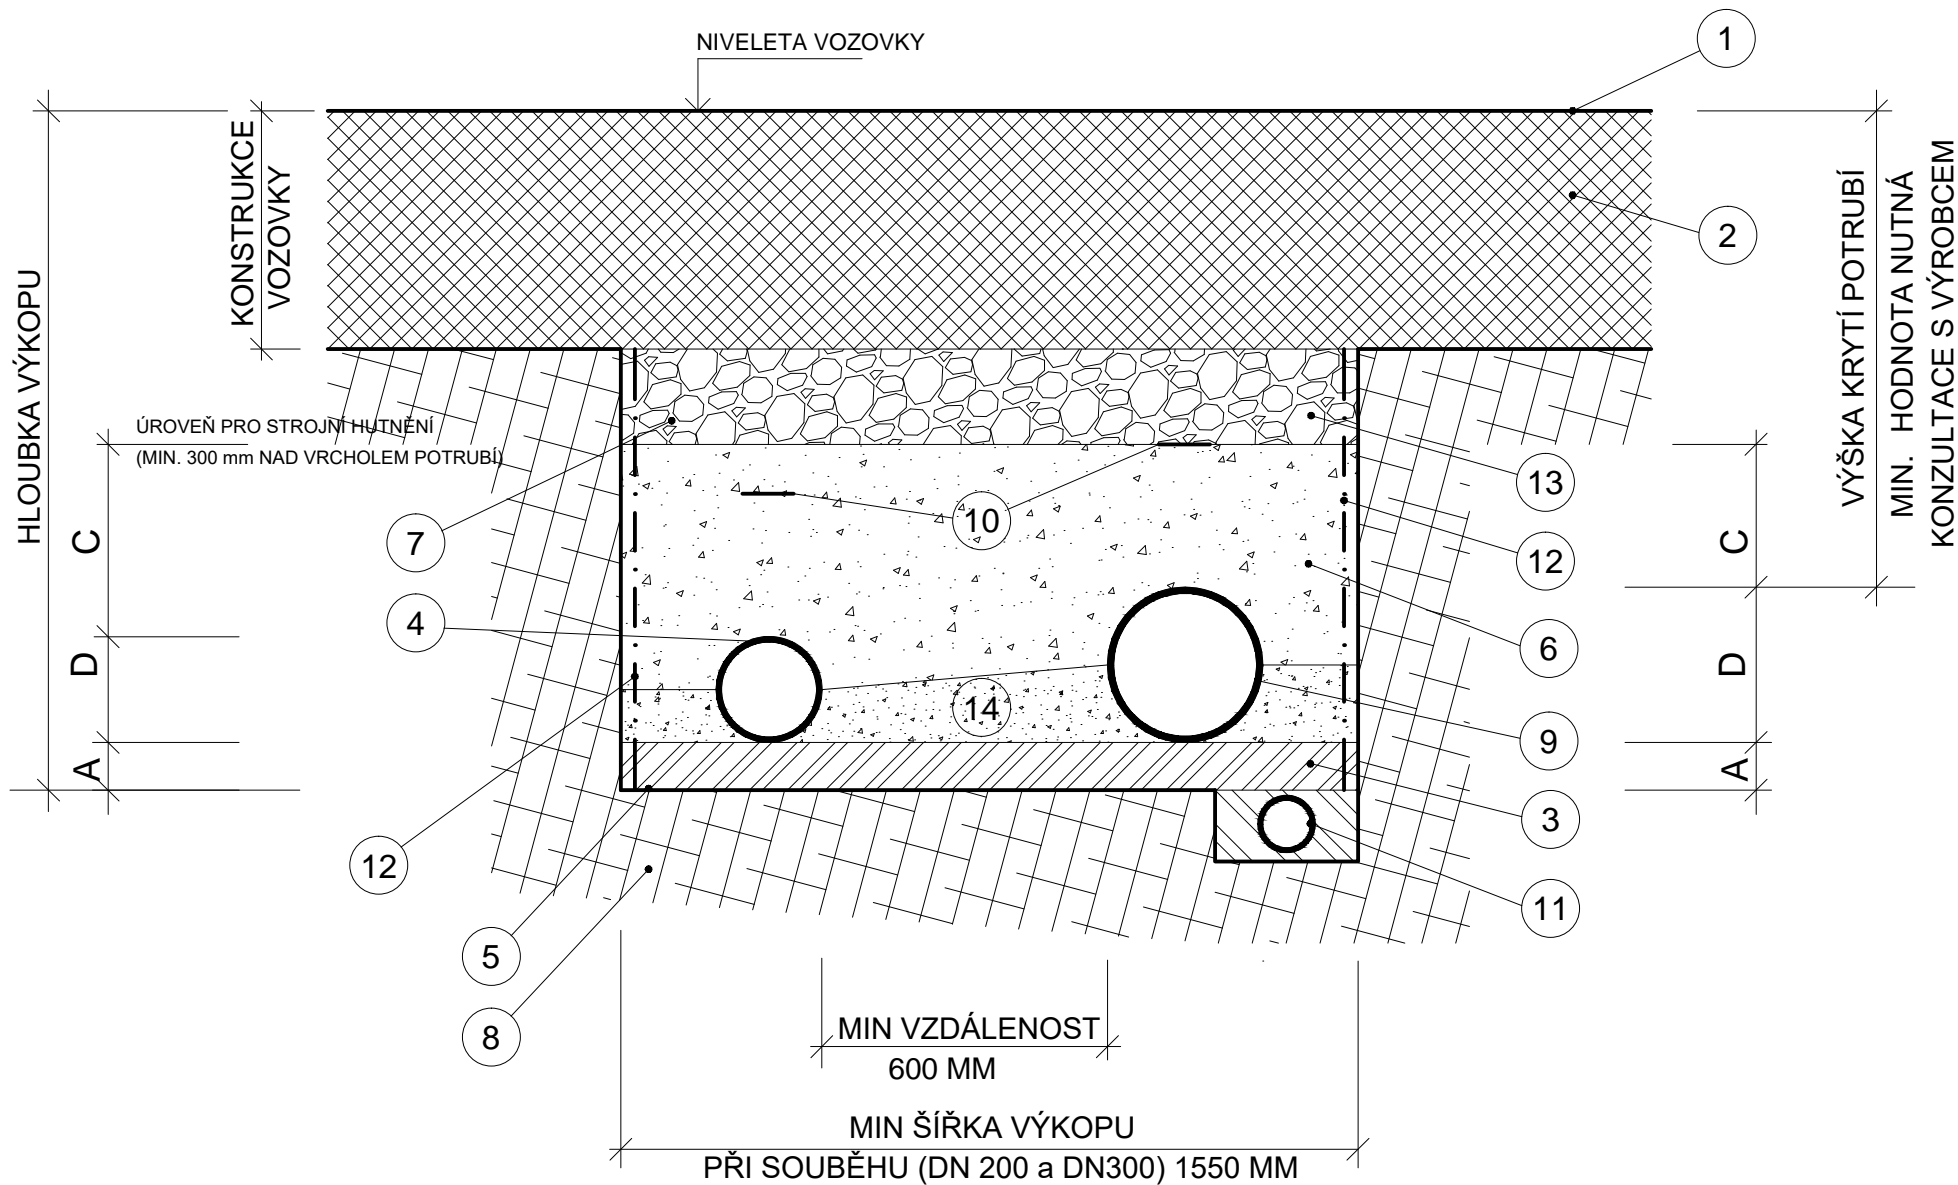 NIVELETA VOZOVKY
1
2
KONSTRUKCE
VOZOVKY
HLOUBKA VÝKOPU
VÝŠKA KRYTÍ POTRUBÍ
MIN. HODNOTA NUTNÁ
KONZULTACE S VÝROBCEM
ÚROVEŇ PRO STROJNÍ HUTNĚNÍ
(MIN. 300 mm NAD VRCHOLEM POTRUBÍ)
13
10
7
C
C
12
4
6
D
D
14
9
A
A
3
12
11
5
8
MIN VZDÁLENOST
600 MM
MIN ŠÍŘKA VÝKOPU
PŘI SOUBĚHU (DN 200 a DN300) 1550 MM